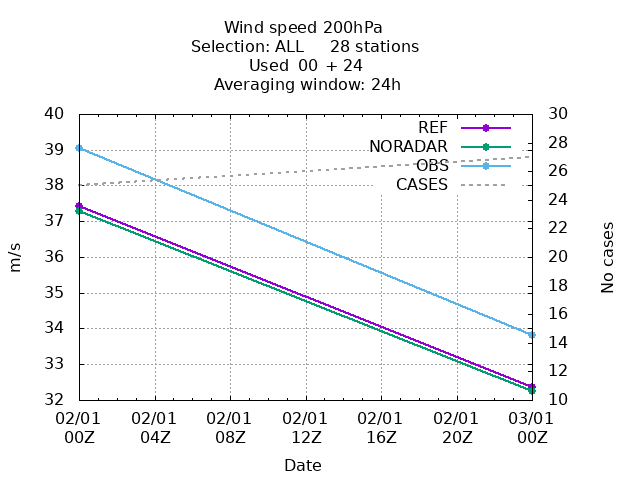 Wind speed 200hPa
Selection: ALL     28 stations
Used  00  + 24
Averaging window: 24h
40
39
38
37
36
35
34
33
32
m/s
30
28
26
24
22
20
18
16
14
12
10
No cases
REF
NORADAR
OBS
CASES
02/01 02/01 02/01 02/01 02/01 02/01 03/01
00Z 04Z 08Z 12Z 16Z 20Z 00Z
Date